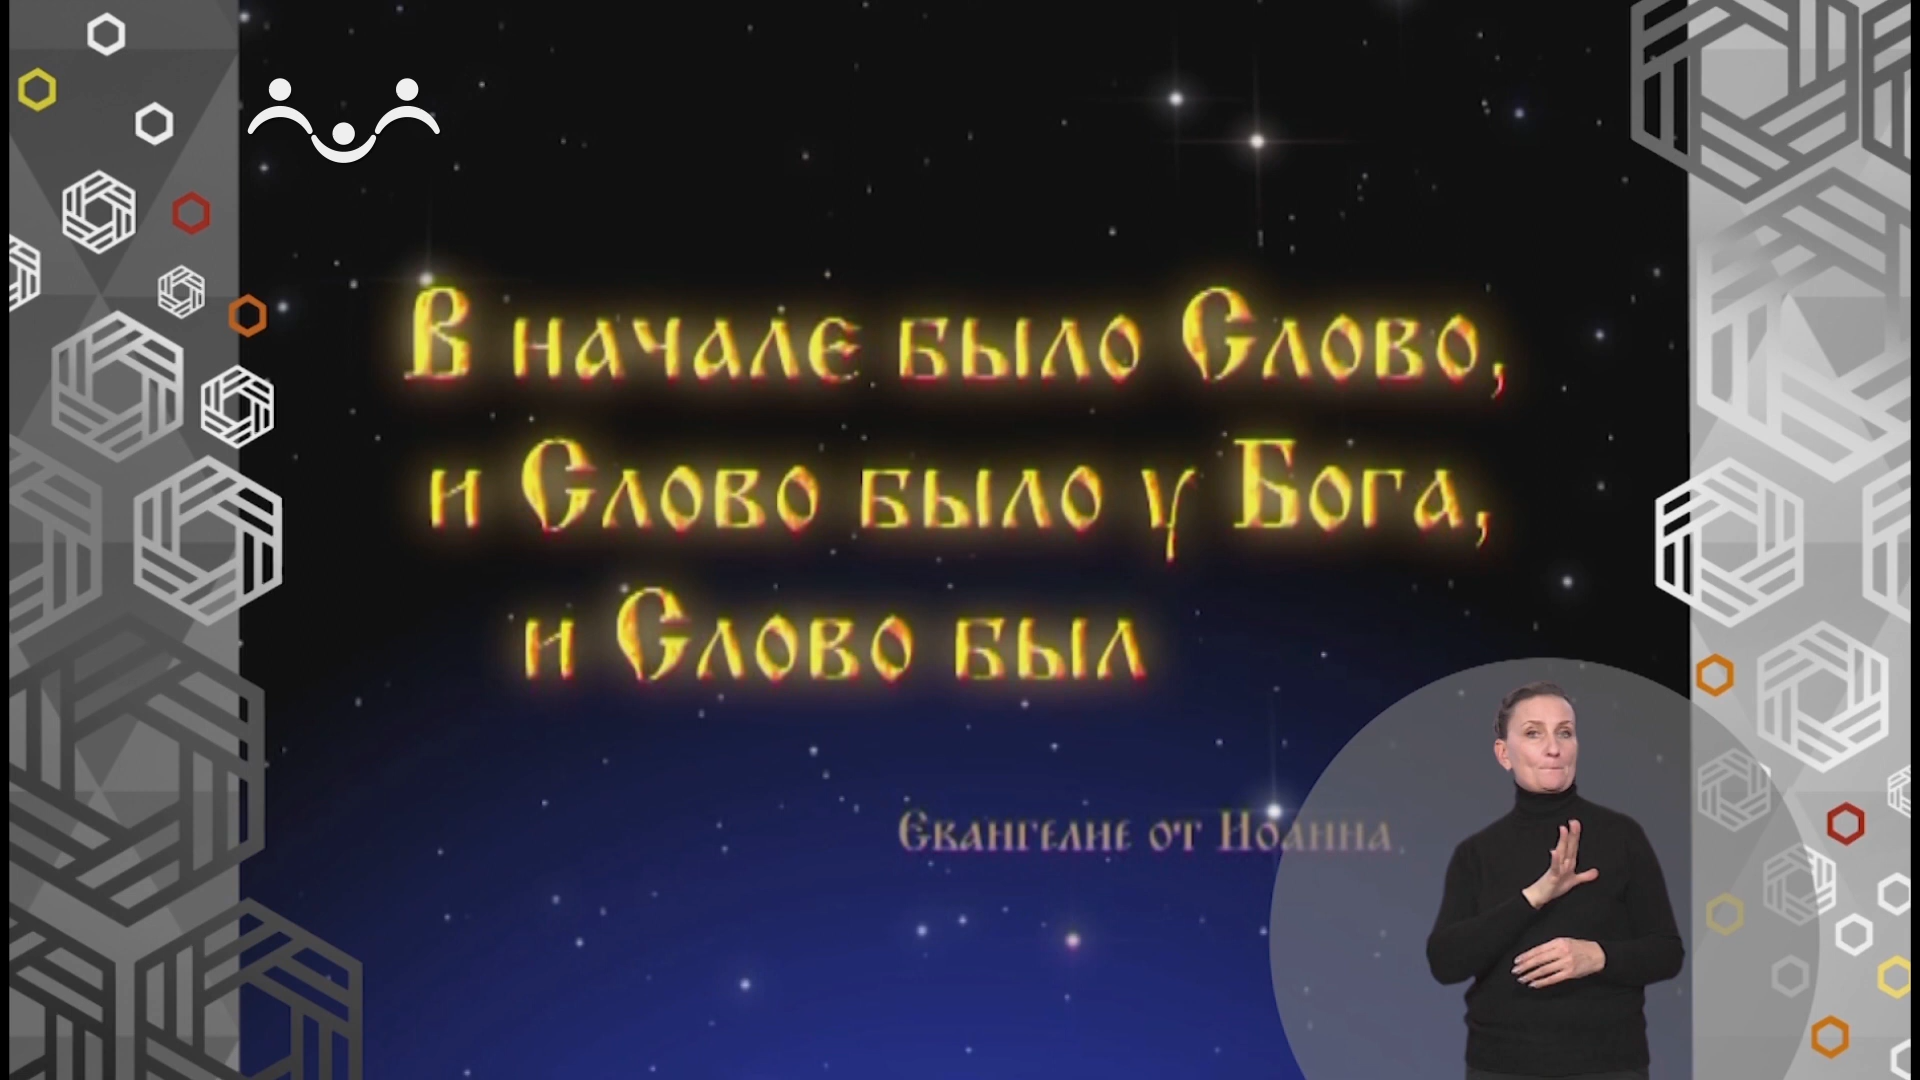 В начале было Слово,
и Слово было у Бога,
и Слово был
Евангелие от Иоанна